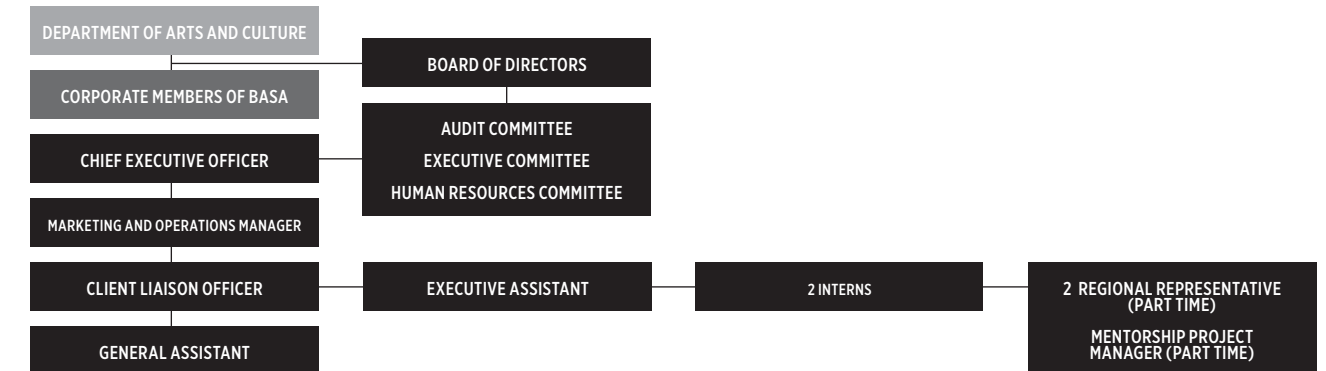 DEPARTMENT OF ARTS AND CULTURE
BOARD OF DIRECTORS
CORPORATE MEMBERS OF BASA
AUDIT COMMITTEE
CHIEF EXECUTIVE OFFICER
EXECUTIVE COMMITTEE
HUMAN RESOURCES COMMITTEE
MARKETING AND OPERATIONS MANAGER
CLIENT LIAISON OFFICER
EXECUTIVE ASSISTANT
2 INTERNS
2 REGIONAL REPRESENTATIVE
(PART TIME)
MENTORSHIP PROJECT
MANAGER (PART TIME)
GENERAL ASSISTANT